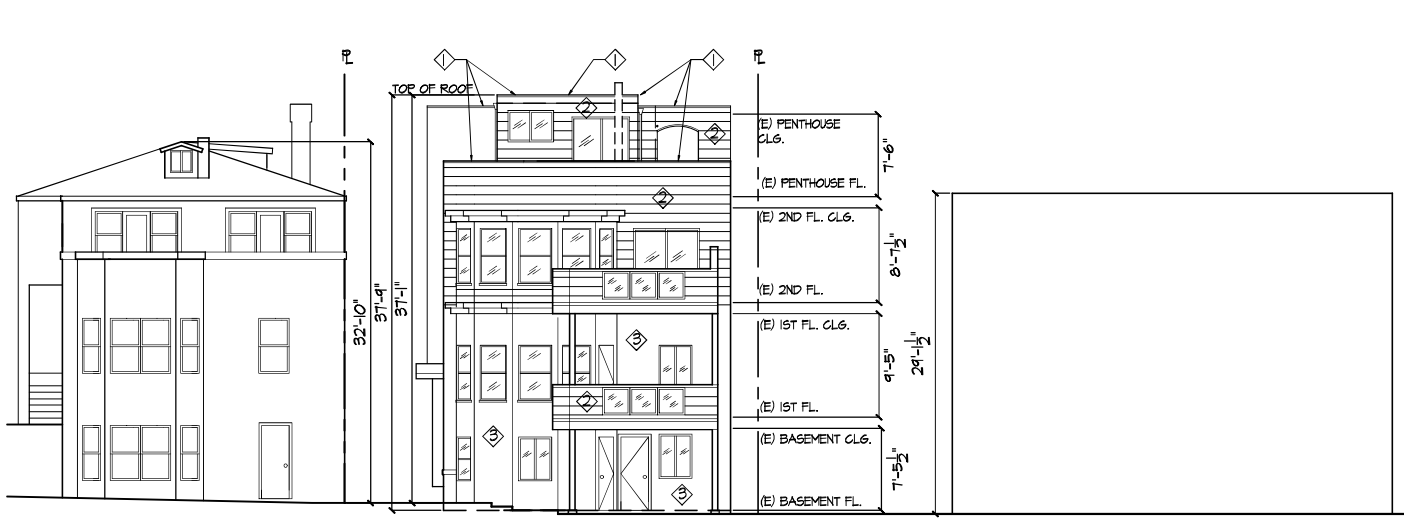 PL
PL
1
1
1
TOP OF ROOF
2
2
(E) PENTHOUSE
CLG.
7'-6"
(E) PENTHOUSE FL.
2
(E) 2ND FL. CLG.
8'-7 1/2"
(E) 2ND FL.
32'-10"
37'-9"
37'-1"
(E) 1ST FL. CLG.
3
9'-5"
29'-1 1/2"
2
(E) 1ST FL.
3
(E) BASEMENT CLG.
7'-5 1/2"
3
(E) BASEMENT FL.